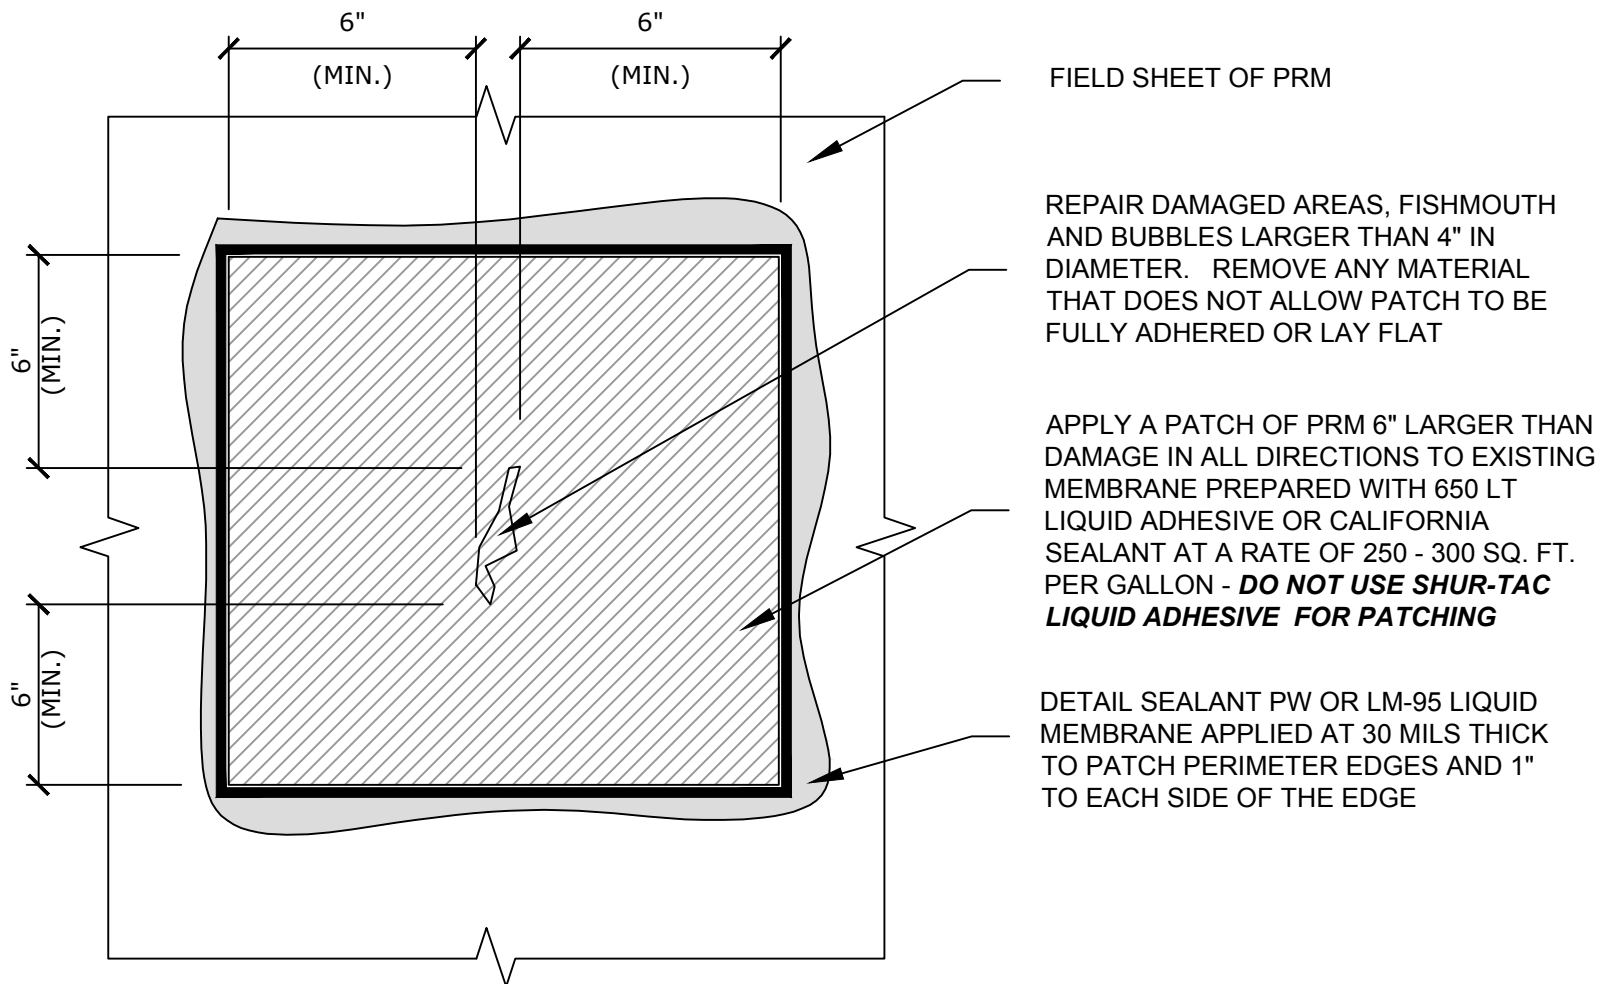 6"
(MIN.)
6"
(MIN.)
FIELD SHEET OF PRM
REPAIR DAMAGED AREAS, FISHMOUTH
AND BUBBLES LARGER THAN 4" IN
DIAMETER. REMOVE ANY MATERIAL
THAT DOES NOT ALLOW PATCH TO BE
FULLY ADHERED OR LAY FLAT
6"
(MIN.)
APPLY A PATCH OF PRM 6" LARGER THAN
DAMAGE IN ALL DIRECTIONS TO EXISTING
MEMBRANE PREPARED WITH 650 LT
LIQUID ADHESIVE OR CALIFORNIA
SEALANT AT A RATE OF 250 - 300 SQ. FT.
PER GALLON - DO NOT USE SHUR-TAC
LIQUID ADHESIVE FOR PATCHING
6"
(MIN.)
DETAIL SEALANT PW OR LM-95 LIQUID
MEMBRANE APPLIED AT 30 MILS THICK
TO PATCH PERIMETER EDGES AND 1"
TO EACH SIDE OF THE EDGE